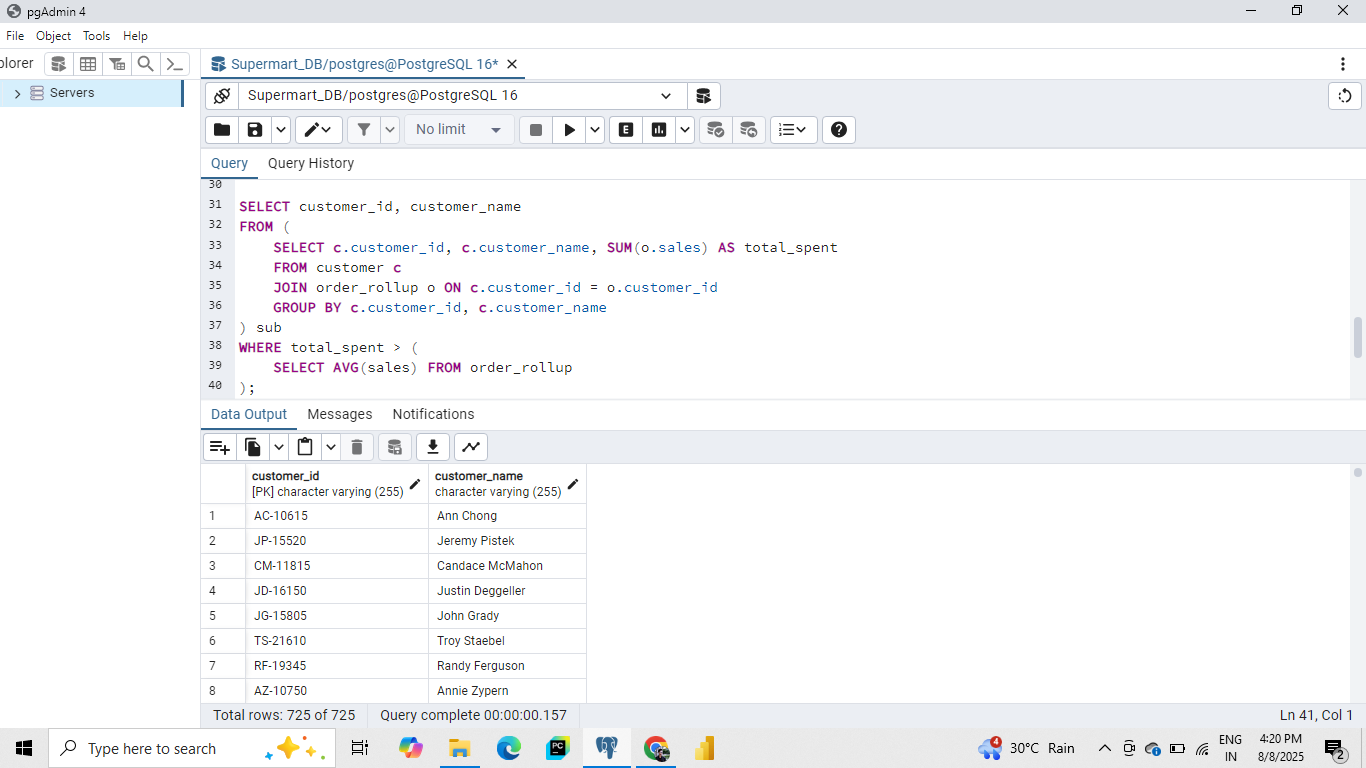 pgAdmin 4
File Object Tools Help
plorer
Supermart_DB/postgres@PostgreSQL 16*
Servers
Supermart_DB/postgres@PostgreSQL 16
No limit
E
Query Query History
30
31 SELECT customer_id, customer_name
32 FROM (
33 SELECT c.customer_id, c.customer_name, SUM(o.sales) AS total_spent
34 FROM customer c
35 JOIN order_rollup o ON c.customer_id = o.customer_id
36 GROUP BY c.customer_id, c.customer_name
37 ) sub
38 WHERE total_spent > (
39 SELECT AVG(sales) FROM order_rollup
40 );
Data Output Messages Notifications
customer_id customer_name
[PK] character varying (255) character varying (255)
1 AC-10615 Ann Chong
2 JP-15520 Jeremy Pistek
3 CM-11815 Candace McMahon
4 JD-16150 Justin Deggeller
5 JG-15805 John Grady
6 TS-21610 Troy Staebel
7 RF-19345 Randy Ferguson
8 AZ-10750 Annie Zypern
Total rows: 725 of 725 Query complete 00:00:00.157 Ln 41, Col 1
Type here to search PC 4 30°C Rain ENG IN 4:20 PM 8/8/2025 2